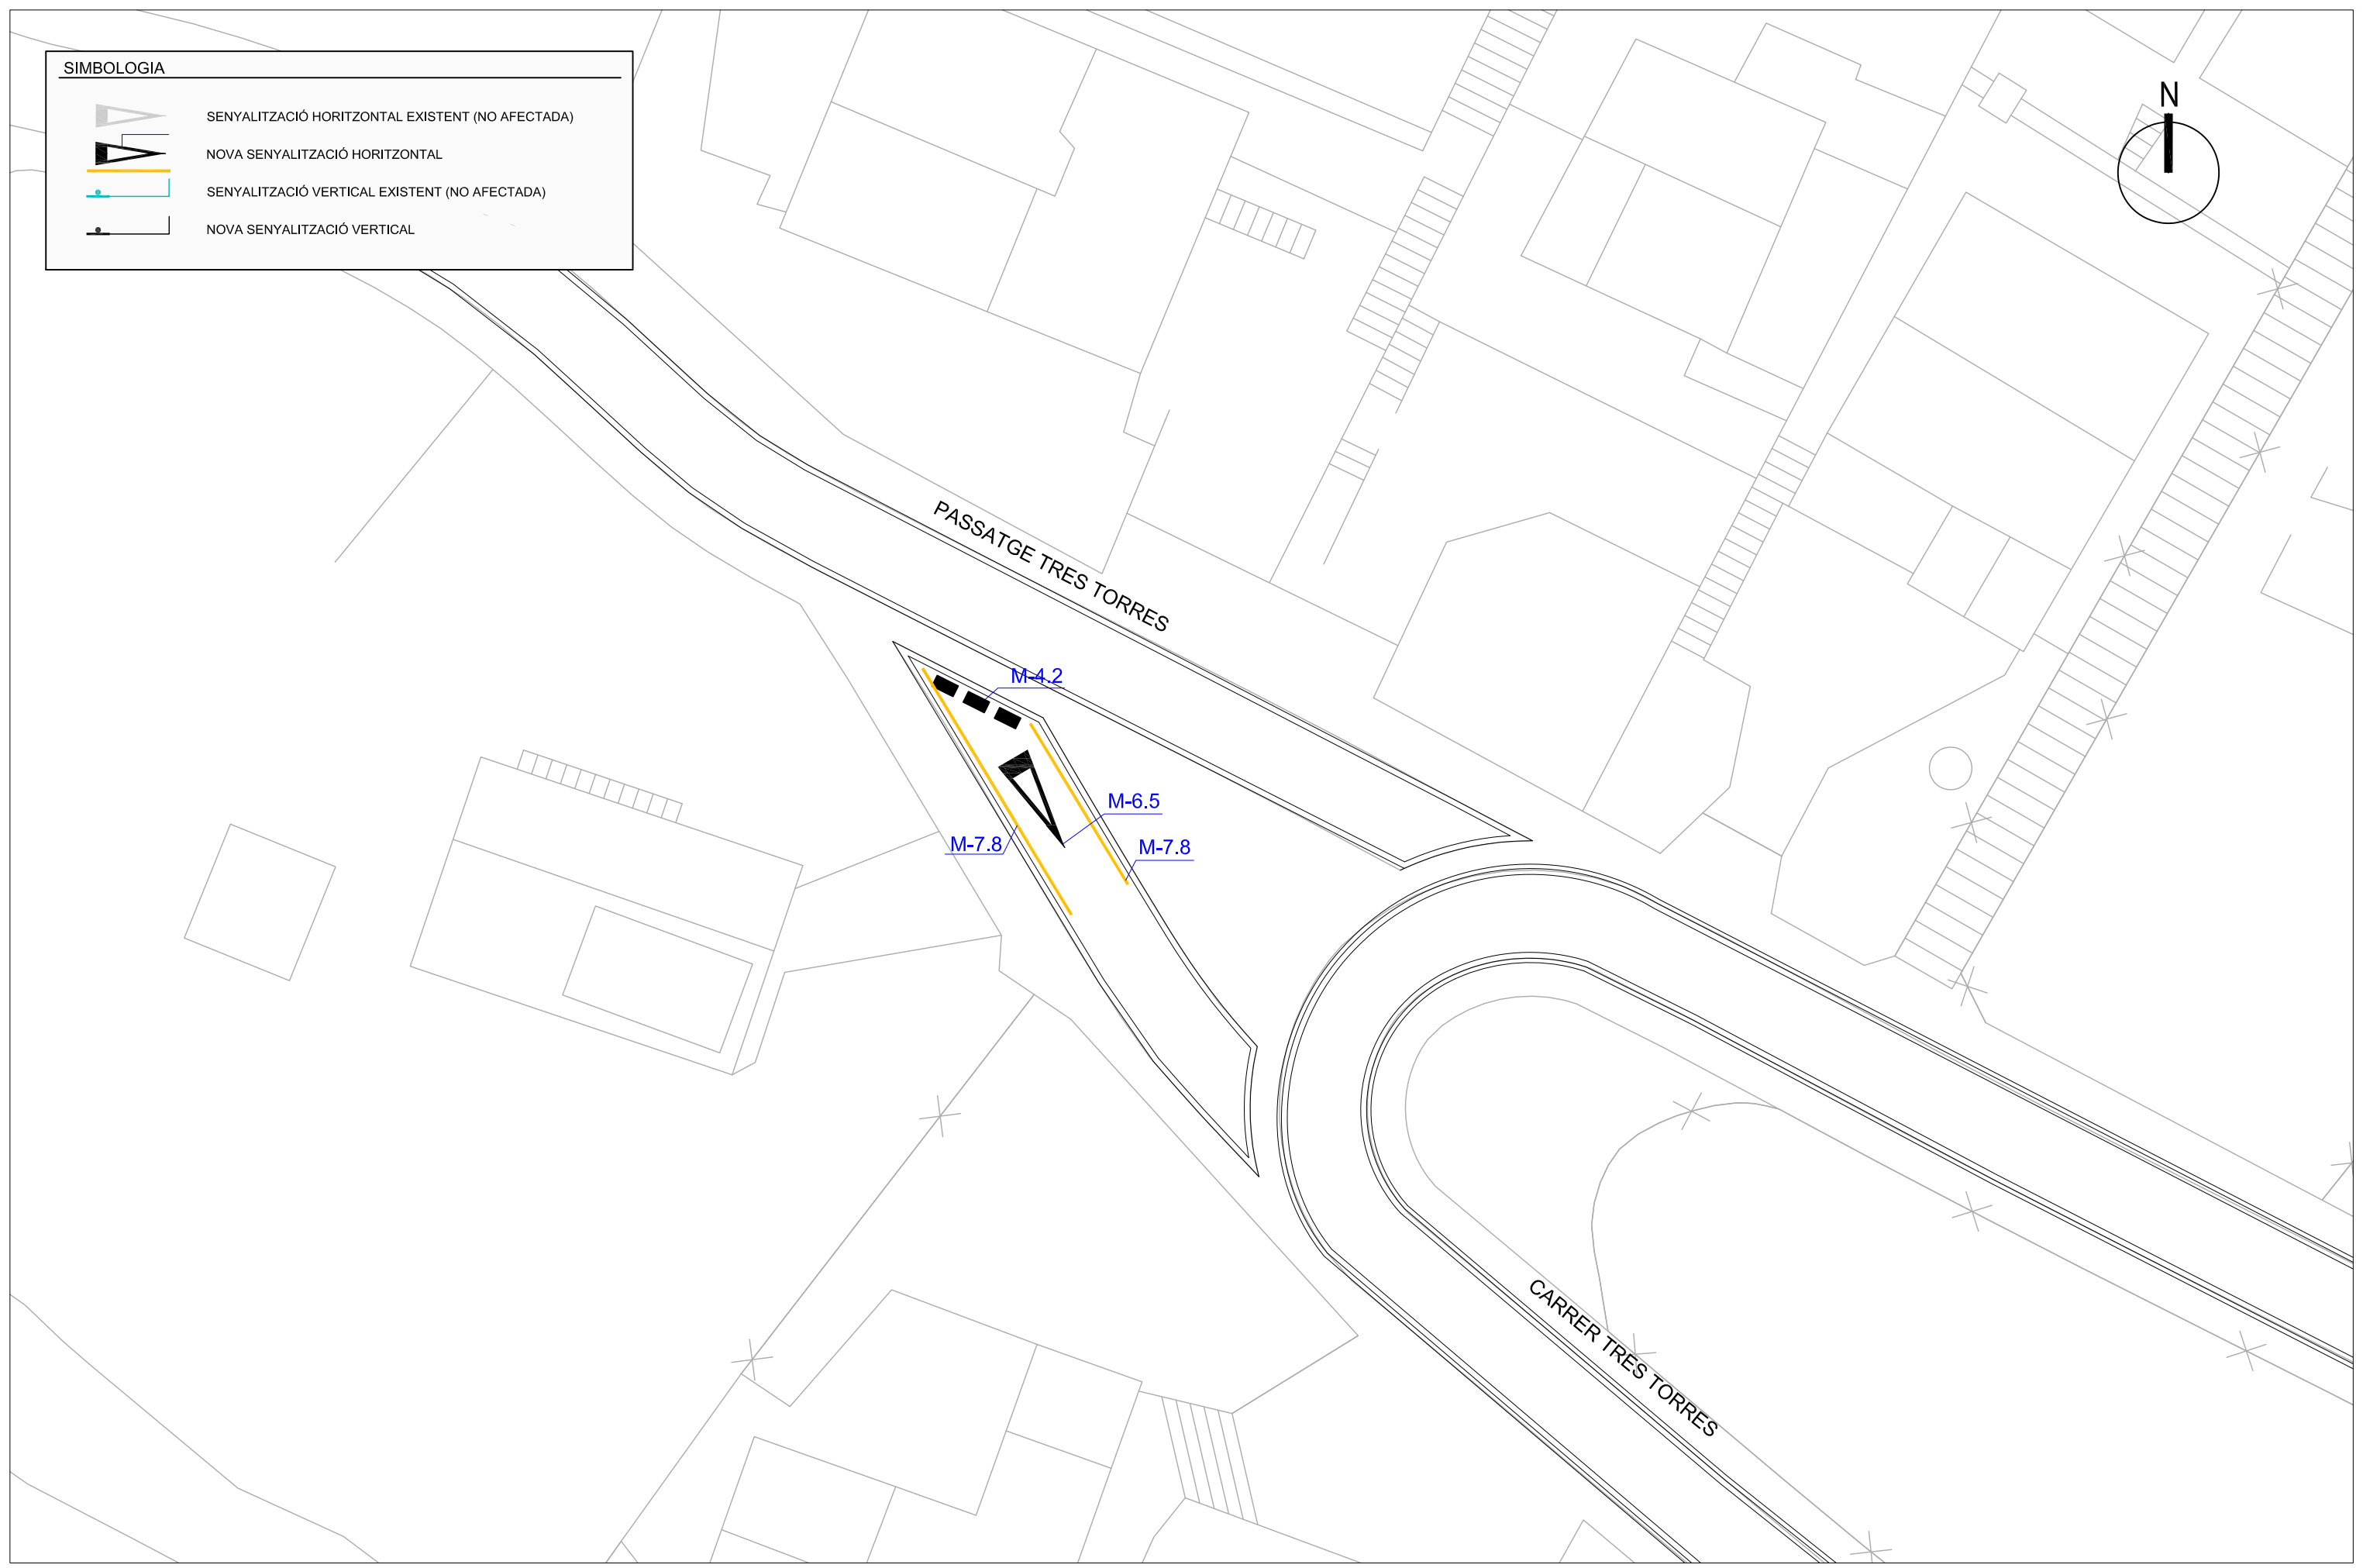 SIMBOLOGIA
SENYALITZACIÓ HORITZONTAL EXISTENT (NO AFECTADA)
NOVA SENYALITZACIÓ HORITZONTAL
SENYALITZACIÓ VERTICAL EXISTENT (NO AFECTADA)
NOVA SENYALITZACIÓ VERTICAL
N
PASSATGE TRES TORRES
M-4.2
M-6.5
M-7.8
M-7.8
CARRER TRES TORRES